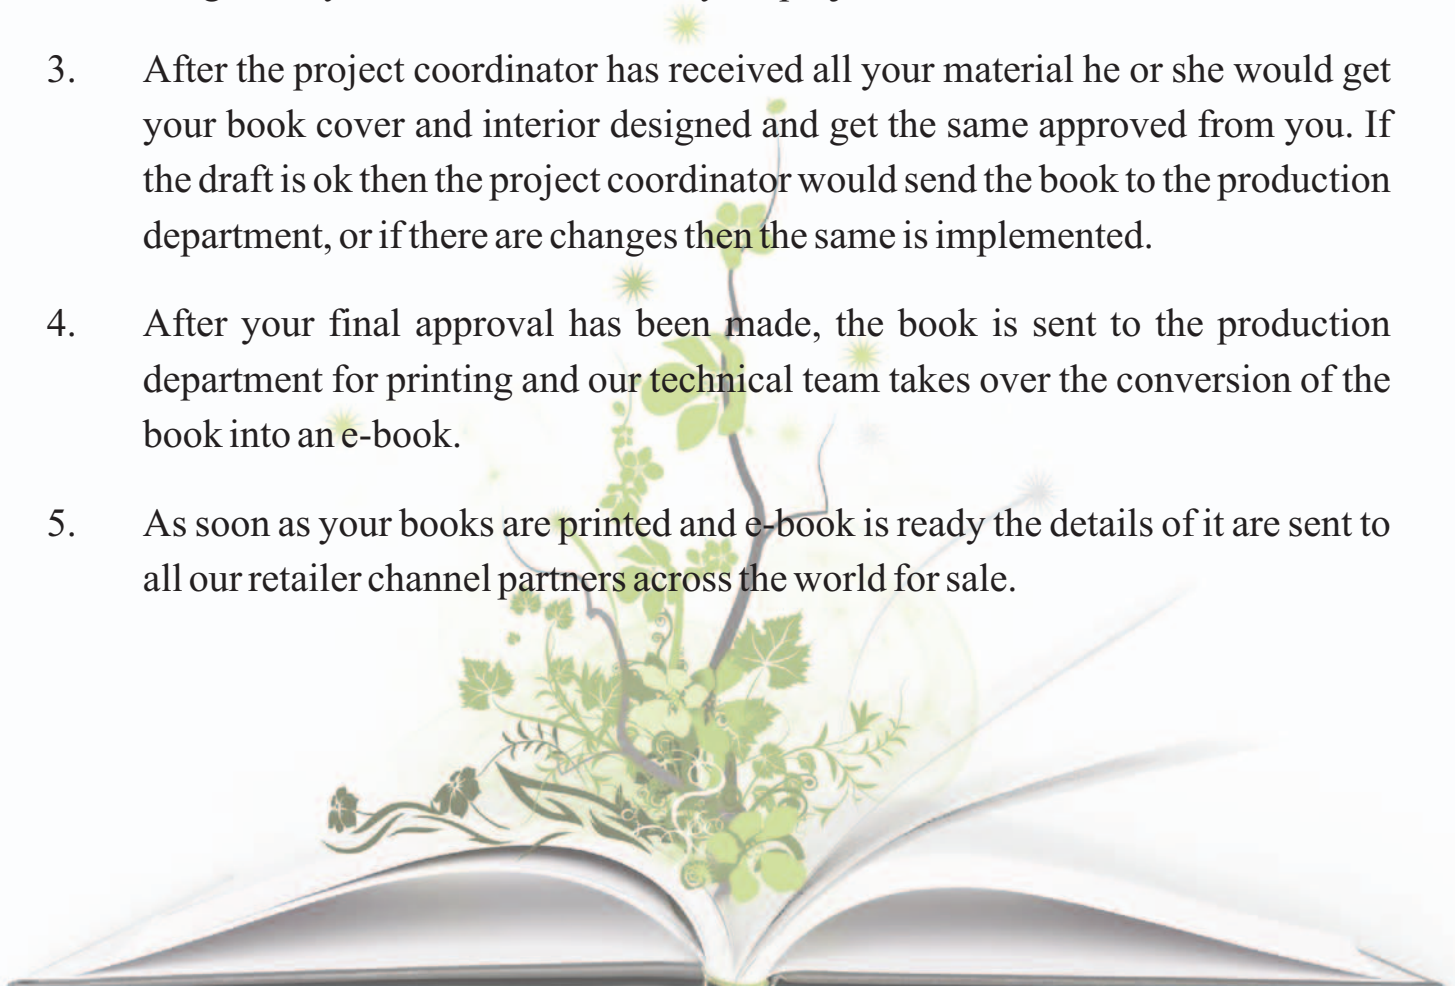 3. After the project coordinator has received all your material he or she would get
your book cover and interior designed and get the same approved from you. If
the draft is ok then the project coordinator would send the book to the production
department, or if there are changes then the same is implemented.
4. After your final approval has been made, the book is sent to the production
department for printing and our technical team takes over the conversion of the
book into an e-book.
5. As soon as your books are printed and e-book is ready the details of it are sent to
all our retailer channel partners across the world for sale.